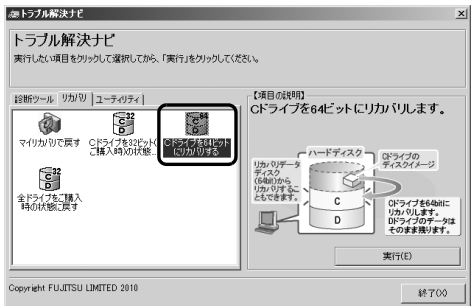 トラブル解決ナビ
トラブル解決ナビ
実行したい項目をクリックして選択してから、「実行」をクリックしてください。
診断ツール
リカバリ
ユーティリティ
マイリカバリで戻す
32
C
D
Cドライブを32ビット(
ご購入時)の状態...
64
C
D
Cドライブを64ビット
にリカバリする
32
C
D
全ドライブをご購入
時の状態に戻す
【項目の説明】
Cドライブを64ビットにリカバリします。
ハードディスク
Cドライブの
ディスクイメージ
リカバリデータ
ディスク
(64bit)から
リカバリするこ
ともできます。
C
D
Cドライブを64bitに
リカバリします。
Dドライブのデータは
そのまま残ります。
実行(E)
Copyright FUJITSU LIMITED 2010
終了(X)